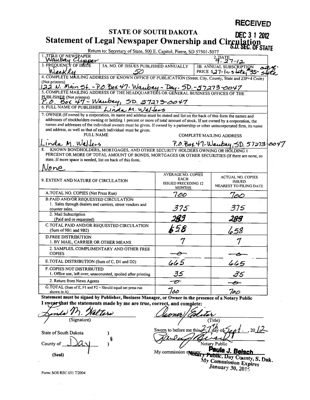 RECEIVED
DEC 31 2012
S.D. SEC. OF STATE
STATE OF SOUTH DAKOTA
Statement of Legal Newspaper Ownership and Circulation
Return to: Secretary of State, 500 E. Capitol, Pierre, SD 57501-5077
1. TITLE OF NEWSPAPER
Waubay Clipper
2. DATE
9-27-12
3. FREQUENCY OF ISSUE
Weekly
3A. NO. OF ISSUES PUBLISHED ANNUALLY
50
3B. ANNUAL SUBSCRIPTION
PRICE
4. COMPLETE MAILING ADDRESS OF KNOWN OFFICE OF PUBLICATION (Street, City, County, State and ZIP+4 Code)
(Not printers)
122 N. Main St. - P.O. Box 47 - Waubay - Day - SD - 57273-0047
5. COMPLETE MAILING ADDRESS OF THE HEADQUARTERS OR GENERAL BUSINESS OFFICES OF THE
PUBLISHER (Not printers)
P.O. Box 47 - Waubay, SD 57273-0047
6. FULL NAME OF PUBLISHER: Linda M. Walters
7. OWNER (If owned by a corporation, its name and address must be stated and list on the back of this form the names and
addresses of stockholders owning or holding 1 percent or more of total amount of stock. If not owned by a corporation, the
names and addresses of the individual owners must be given. If owned by a partnership or other unincorporated firm, its name
and address, as well as that of each individual must be given.
FULL NAME
COMPLETE MAILING ADDRESS
Linda M. Walters
P.O. Box 47-Waubay, SD 57273-0047
8. KNOWN BONDHOLDERS, MORTGAGEES, AND OTHER SECURITY HOLDERS OWNING OR HOLDING 1
PERCENT OR MORE OF TOTAL AMOUNT OF BONDS, MORTGAGES OR OTHER SECURITIES (If there are none, so
state. If more space is needed, list on back of this form.
None
9. EXTENT AND NATURE OF CIRCULATION
AVERAGE NO. COPIES
EACH
ISSUED PRECEDING 12
MONTHS
ACTUAL NO. COPIES
ISSUED
NEAREST TO FILING DATE
A. TOTAL NO. COPIES (Net Press Run)
700
700
B. PAID AND/OR REQUESTED CIRCULATION
1. Sales through dealers and carriers, street vendors and
counter sales.
375
375
2. Mail Subscription
(Paid and or requested)
283
283
C. TOTAL PAID AND/OR REQUESTED CIRCULATION
(Sum of 9B1 and 9B2)
658
658
D. FREE DISTRIBUTION
1. BY MAIL, CARRIER OR OTHER MEANS
7
7
2. SAMPLES, COMPLIMENTARY AND OTHER FREE
COPIES
0
0
E. TOTAL DISTRIBUTION (Sum of C, D1 and D2)
665
665
F. COPIES NOT DISTRIBUTED
1. Office use, left over, unaccounted, spoiled after printing
35
35
2. Return from News Agents
0
0
G. TOTAL (Sum of E, F1 and F2 - Should equal net press run
shown in A)
700
700
Statement must be signed by Publisher, Business Manager, or Owner in the presence of a Notary Public
I swear that the statements made by me are true, correct, and complete:
Linda M. Walters
Owner/Editor
(Signature)
(Title)
State of South Dakota )
County of Day )
§
(Seal)
Sworn to before me this 27th of Sept, 2012
Notary Public
My commission
Paula J. Baloch
Notary Public, Day County, S. Dak.
My Commission Expires
January 30,
Form: SOS REC 051 7/2004